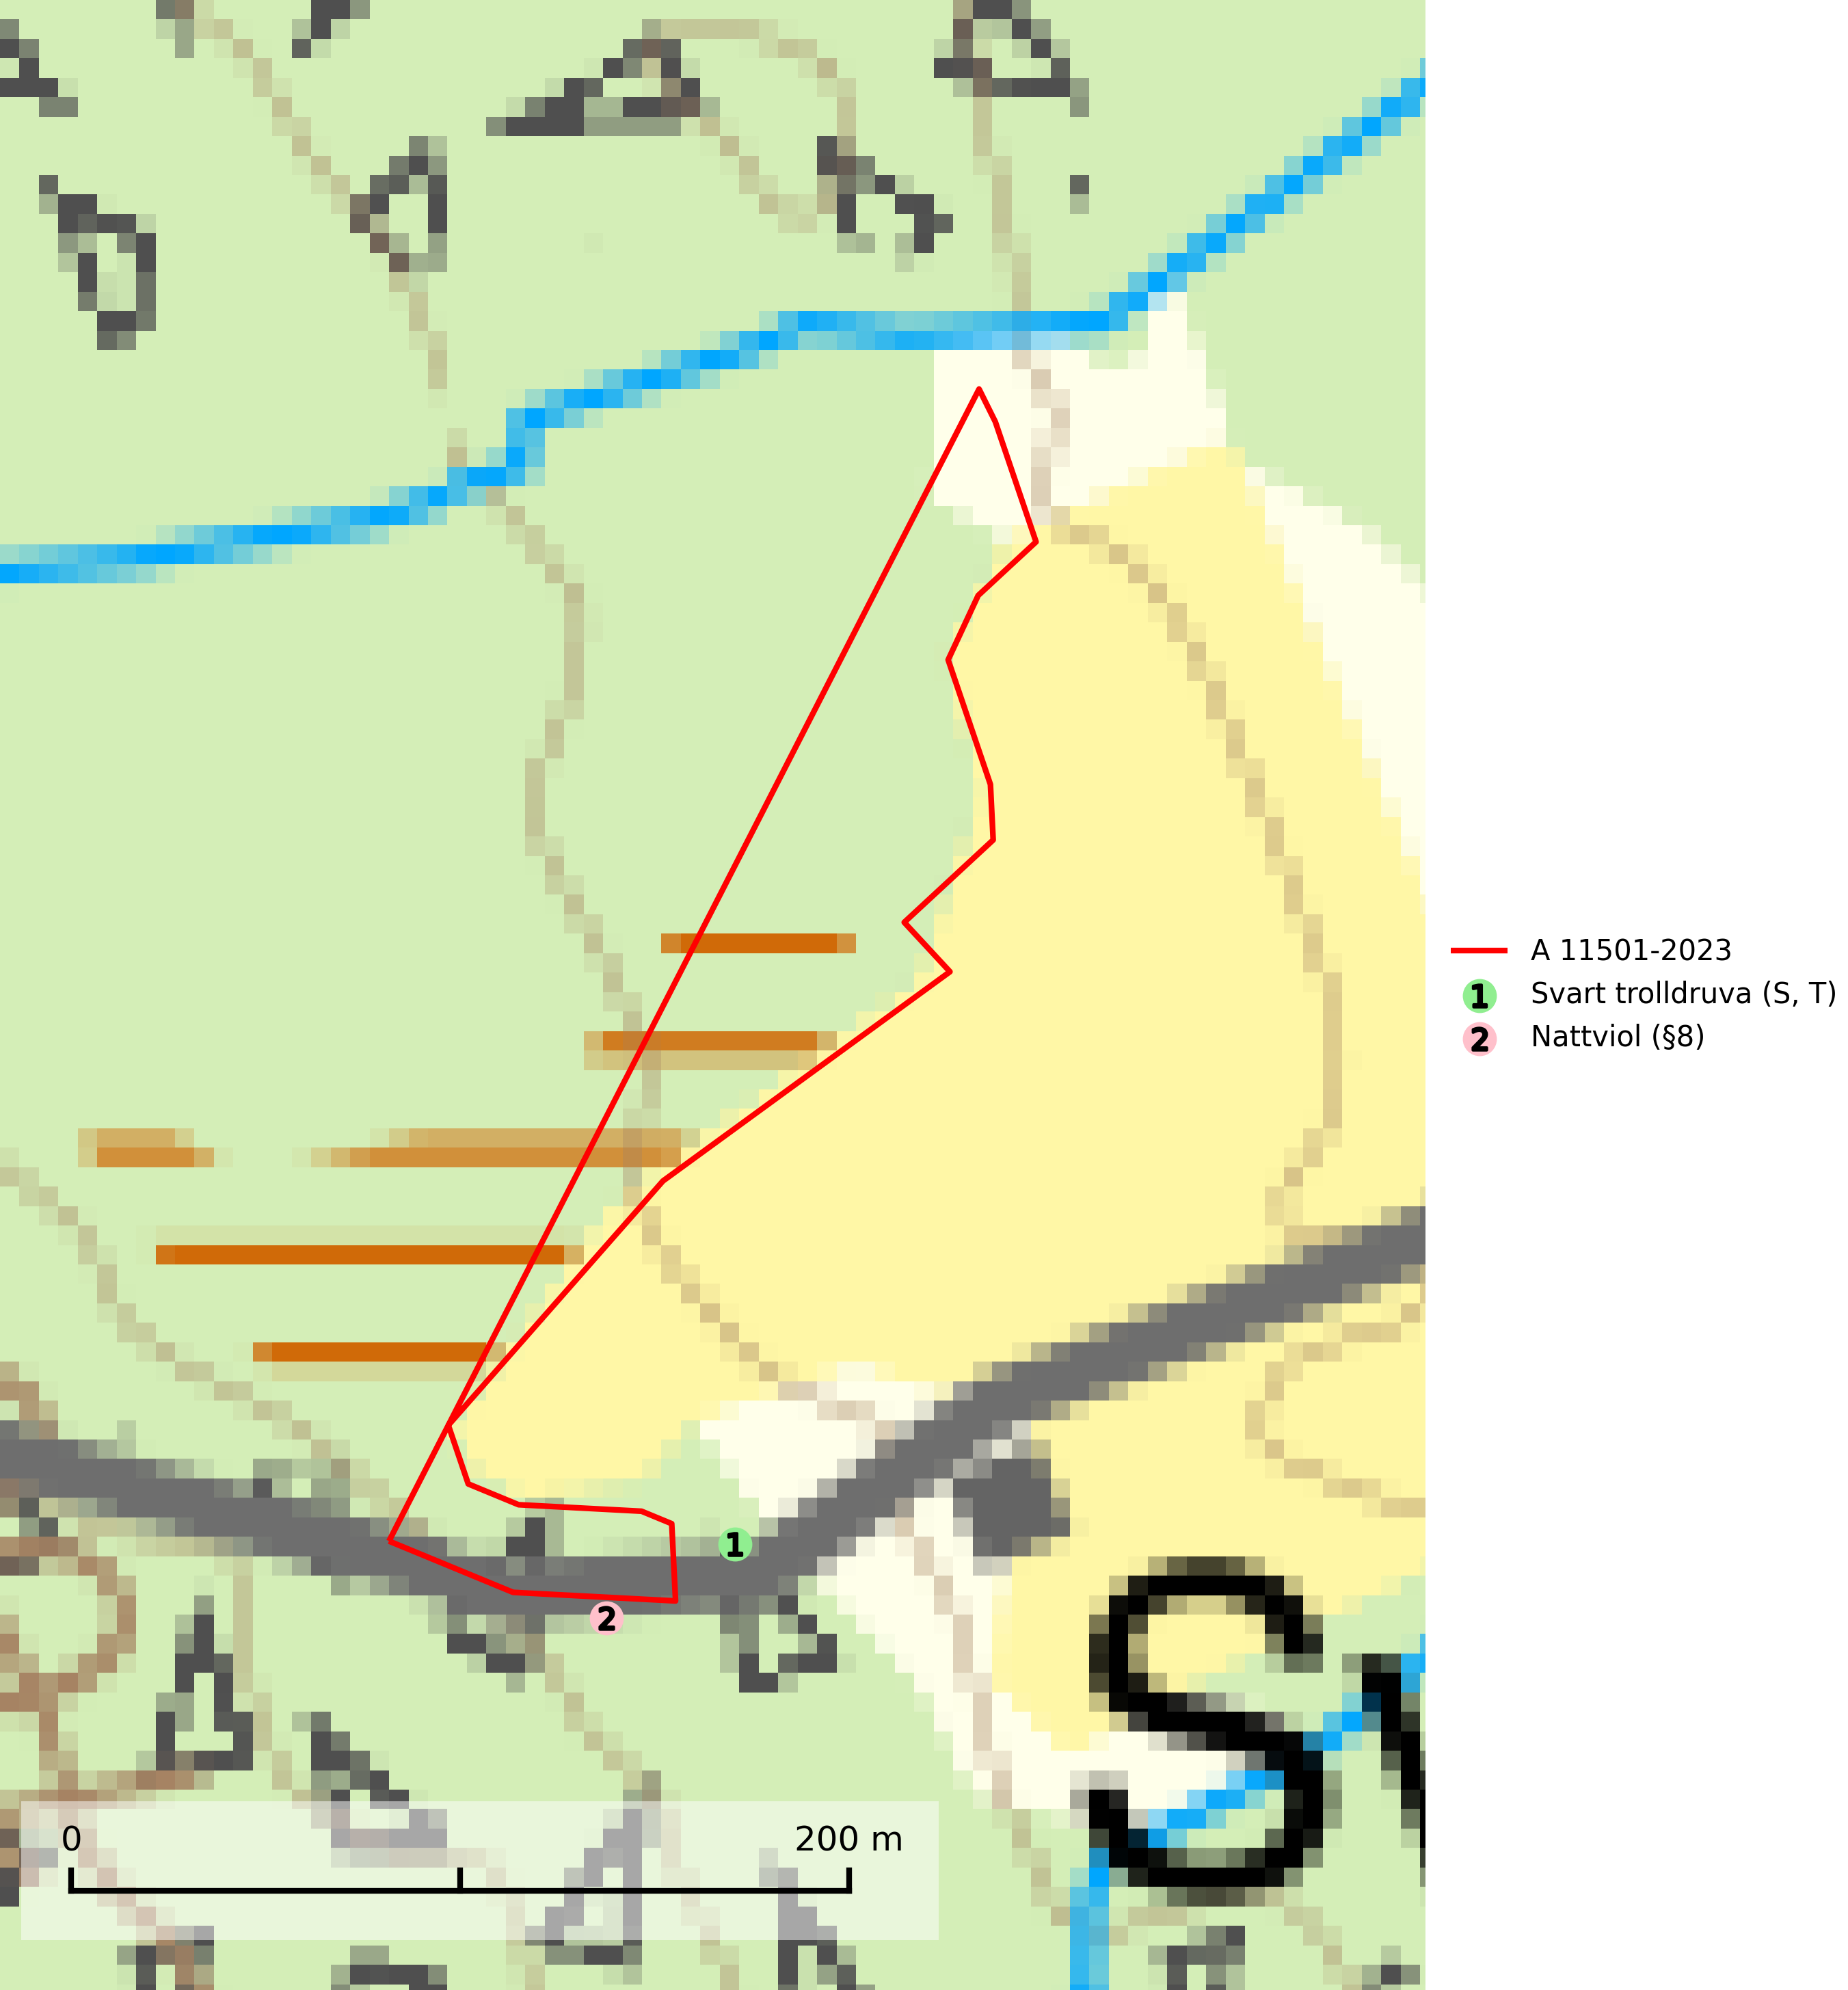 A 11501-2023
1 Svart trolldruva (S, T)
2 Nattviol (§8)
1
2
S
0 200 m